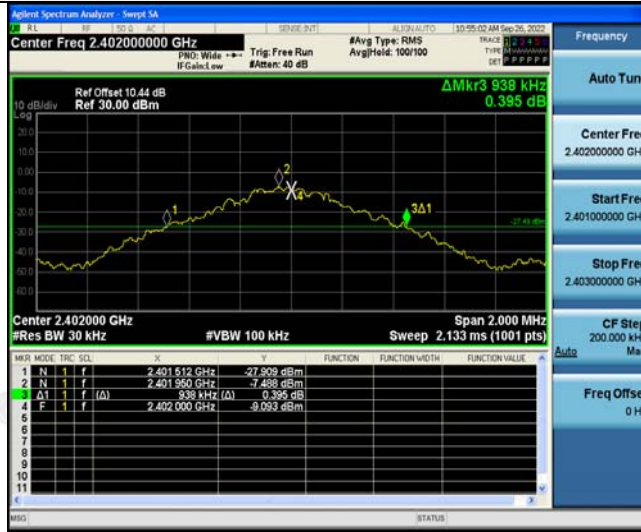 Agilent Spectrum Analyzer - Swept SA
RL RF 50 Ω AC SENSE:INT ALIGN AUTO 10:55:02 AM Sep 26, 2022
Center Freq 2.402000000 GHz
PNO: Wide
IFGain:Low
Trig: Free Run
#Atten: 40 dB
#Avg Type: RMS
Avg|Hold: 100/100
TRACE 1 2 3 4 5 6
TYPE M W W W W W
DET P P P P P P
Ref Offset 10.44 dB
Ref 30.00 dBm
ΔMkr3 938 kHz
0.395 dB
10 dB/div
Log
20.0
10.0
0.00
-10.0
-20.0
-30.0
-40.0
-50.0
-60.0
1
2
4
3Δ1
Center 2.402000 GHz
#Res BW 30 kHz
#VBW 100 kHz
Span 2.000 MHz
Sweep 2.133 ms (1001 pts)
MKR MODE TRC SCL X Y FUNCTION FUNCTION WIDTH FUNCTION VALUE
1 N 1 f 2.401 512 GHz -27.909 dBm
2 N 1 f 2.401 950 GHz -7.488 dBm
3 Δ1 1 f (Δ) 938 kHz (Δ) 0.395 dB
4 F 1 f 2.402 000 GHz -9.093 dBm
5
6
7
8
9
10
11
MSG
STATUS
Frequency
Auto Tun
Center Fre
2.402000000 GH
Start Fre
2.401000000 GH
Stop Fre
2.403000000 GH
CF Ste
200.000 kH
Auto Ma
Freq Offse
0 H